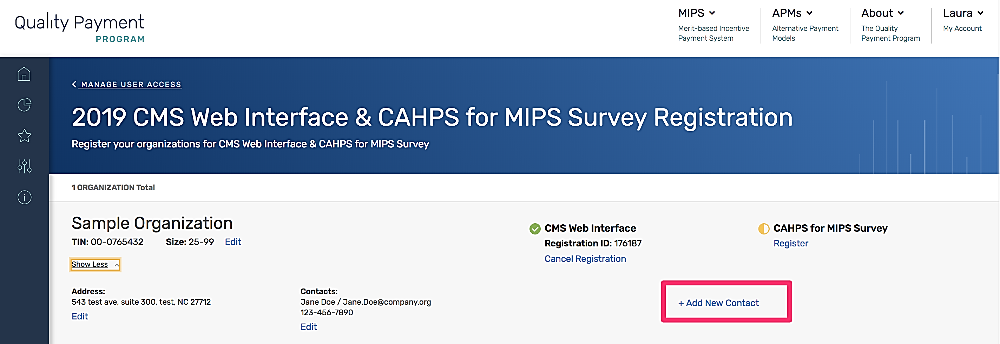 Quality Payment
PROGRAM
MIPS
Merit-based Incentive
Payment System
APMs
Alternative Payment
Models
About
The Quality
Payment Program
Laura
My Account
MANAGE USER ACCESS
2019 CMS Web Interface & CAHPS for MIPS Survey Registration
Register your organizations for CMS Web Interface & CAHPS for MIPS Survey
1 ORGANIZATION Total
Sample Organization
TIN: 00-0765432 Size: 25-99 Edit
Show Less
CMS Web Interface
Registration ID: 176187
Cancel Registration
CAHPS for MIPS Survey
Register
Address:
543 test ave, suite 300, test, NC 27712
Edit
Contacts:
Jane Doe / Jane.Doe@company.org
123-456-7890
Edit
+ Add New Contact